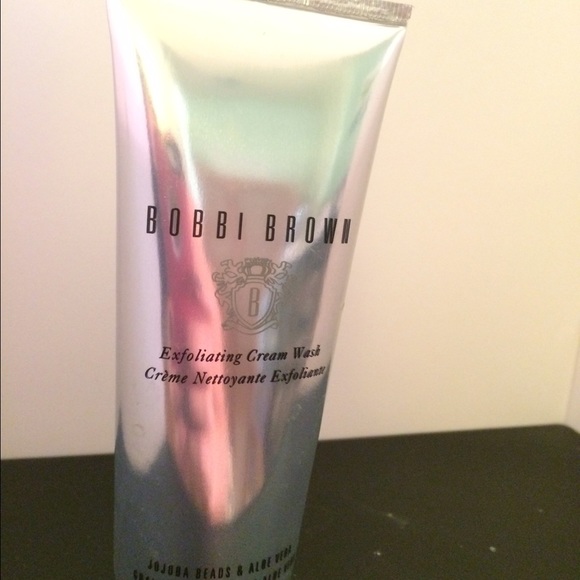 BOBBI BROWN
B
Exfoliating Cream Wash
Crème Nettoyante Exfoliante
JOJOBA BEADS & ALOE VERA